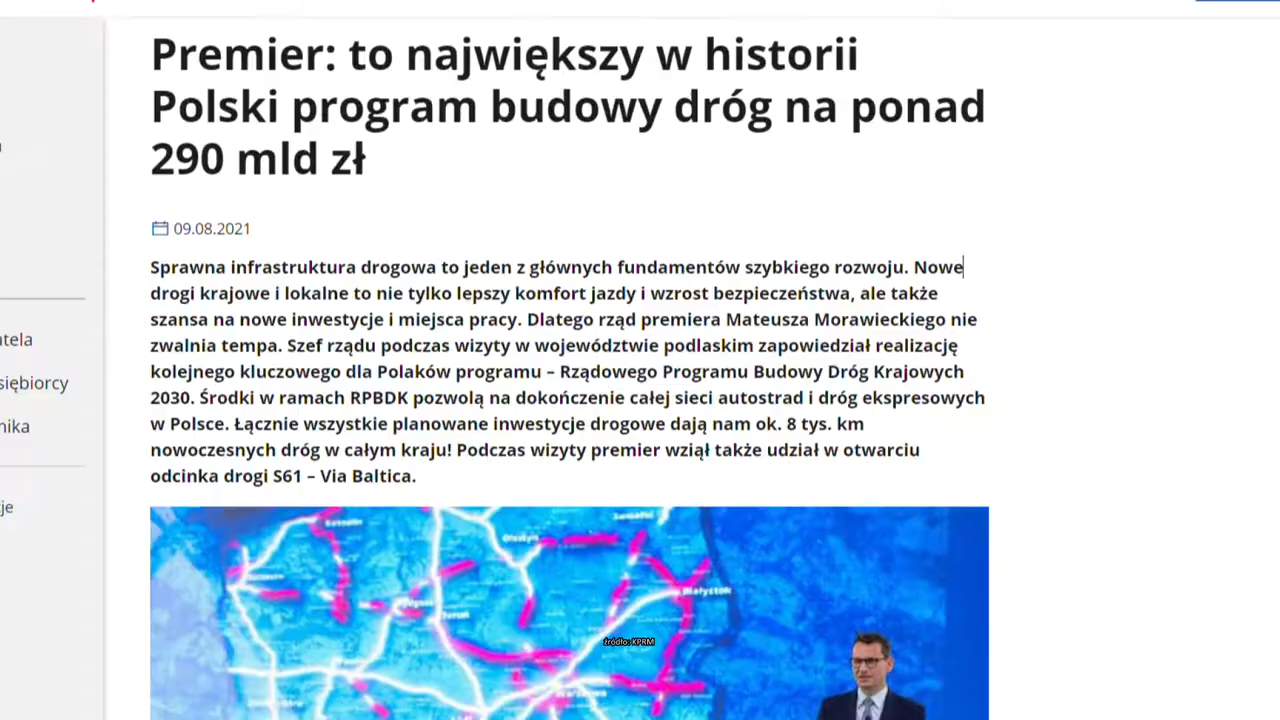 Premier: to największy w historii
Polski program budowy dróg na ponad
290 mld zł
09.08.2021
Sprawna infrastruktura drogowa to jeden z głównych fundamentów szybkiego rozwoju. Nowe
drogi krajowe i lokalne to nie tylko lepszy komfort jazdy i wzrost bezpieczeństwa, ale także
szansa na nowe inwestycje i miejsca pracy. Dlatego rząd premiera Mateusza Morawieckiego nie
zwalnia tempa. Szef rządu podczas wizyty w województwie podlaskim zapowiedział realizację
kolejnego kluczowego dla Polaków programu – Rządowego Programu Budowy Dróg Krajowych
2030. Środki w ramach RPBDK pozwolą na dokończenie całej sieci autostrad i dróg ekspresowych
w Polsce. Łącznie wszystkie planowane inwestycje drogowe dają nam ok. 8 tys. km
nowoczesnych dróg w całym kraju! Podczas wizyty premier wziął także udział w otwarciu
odcinka drogi S61 – Via Baltica.
atela
siębiorcy
nika
je
Olsztyn
Białystok
źródło: KPRM
Warszawa